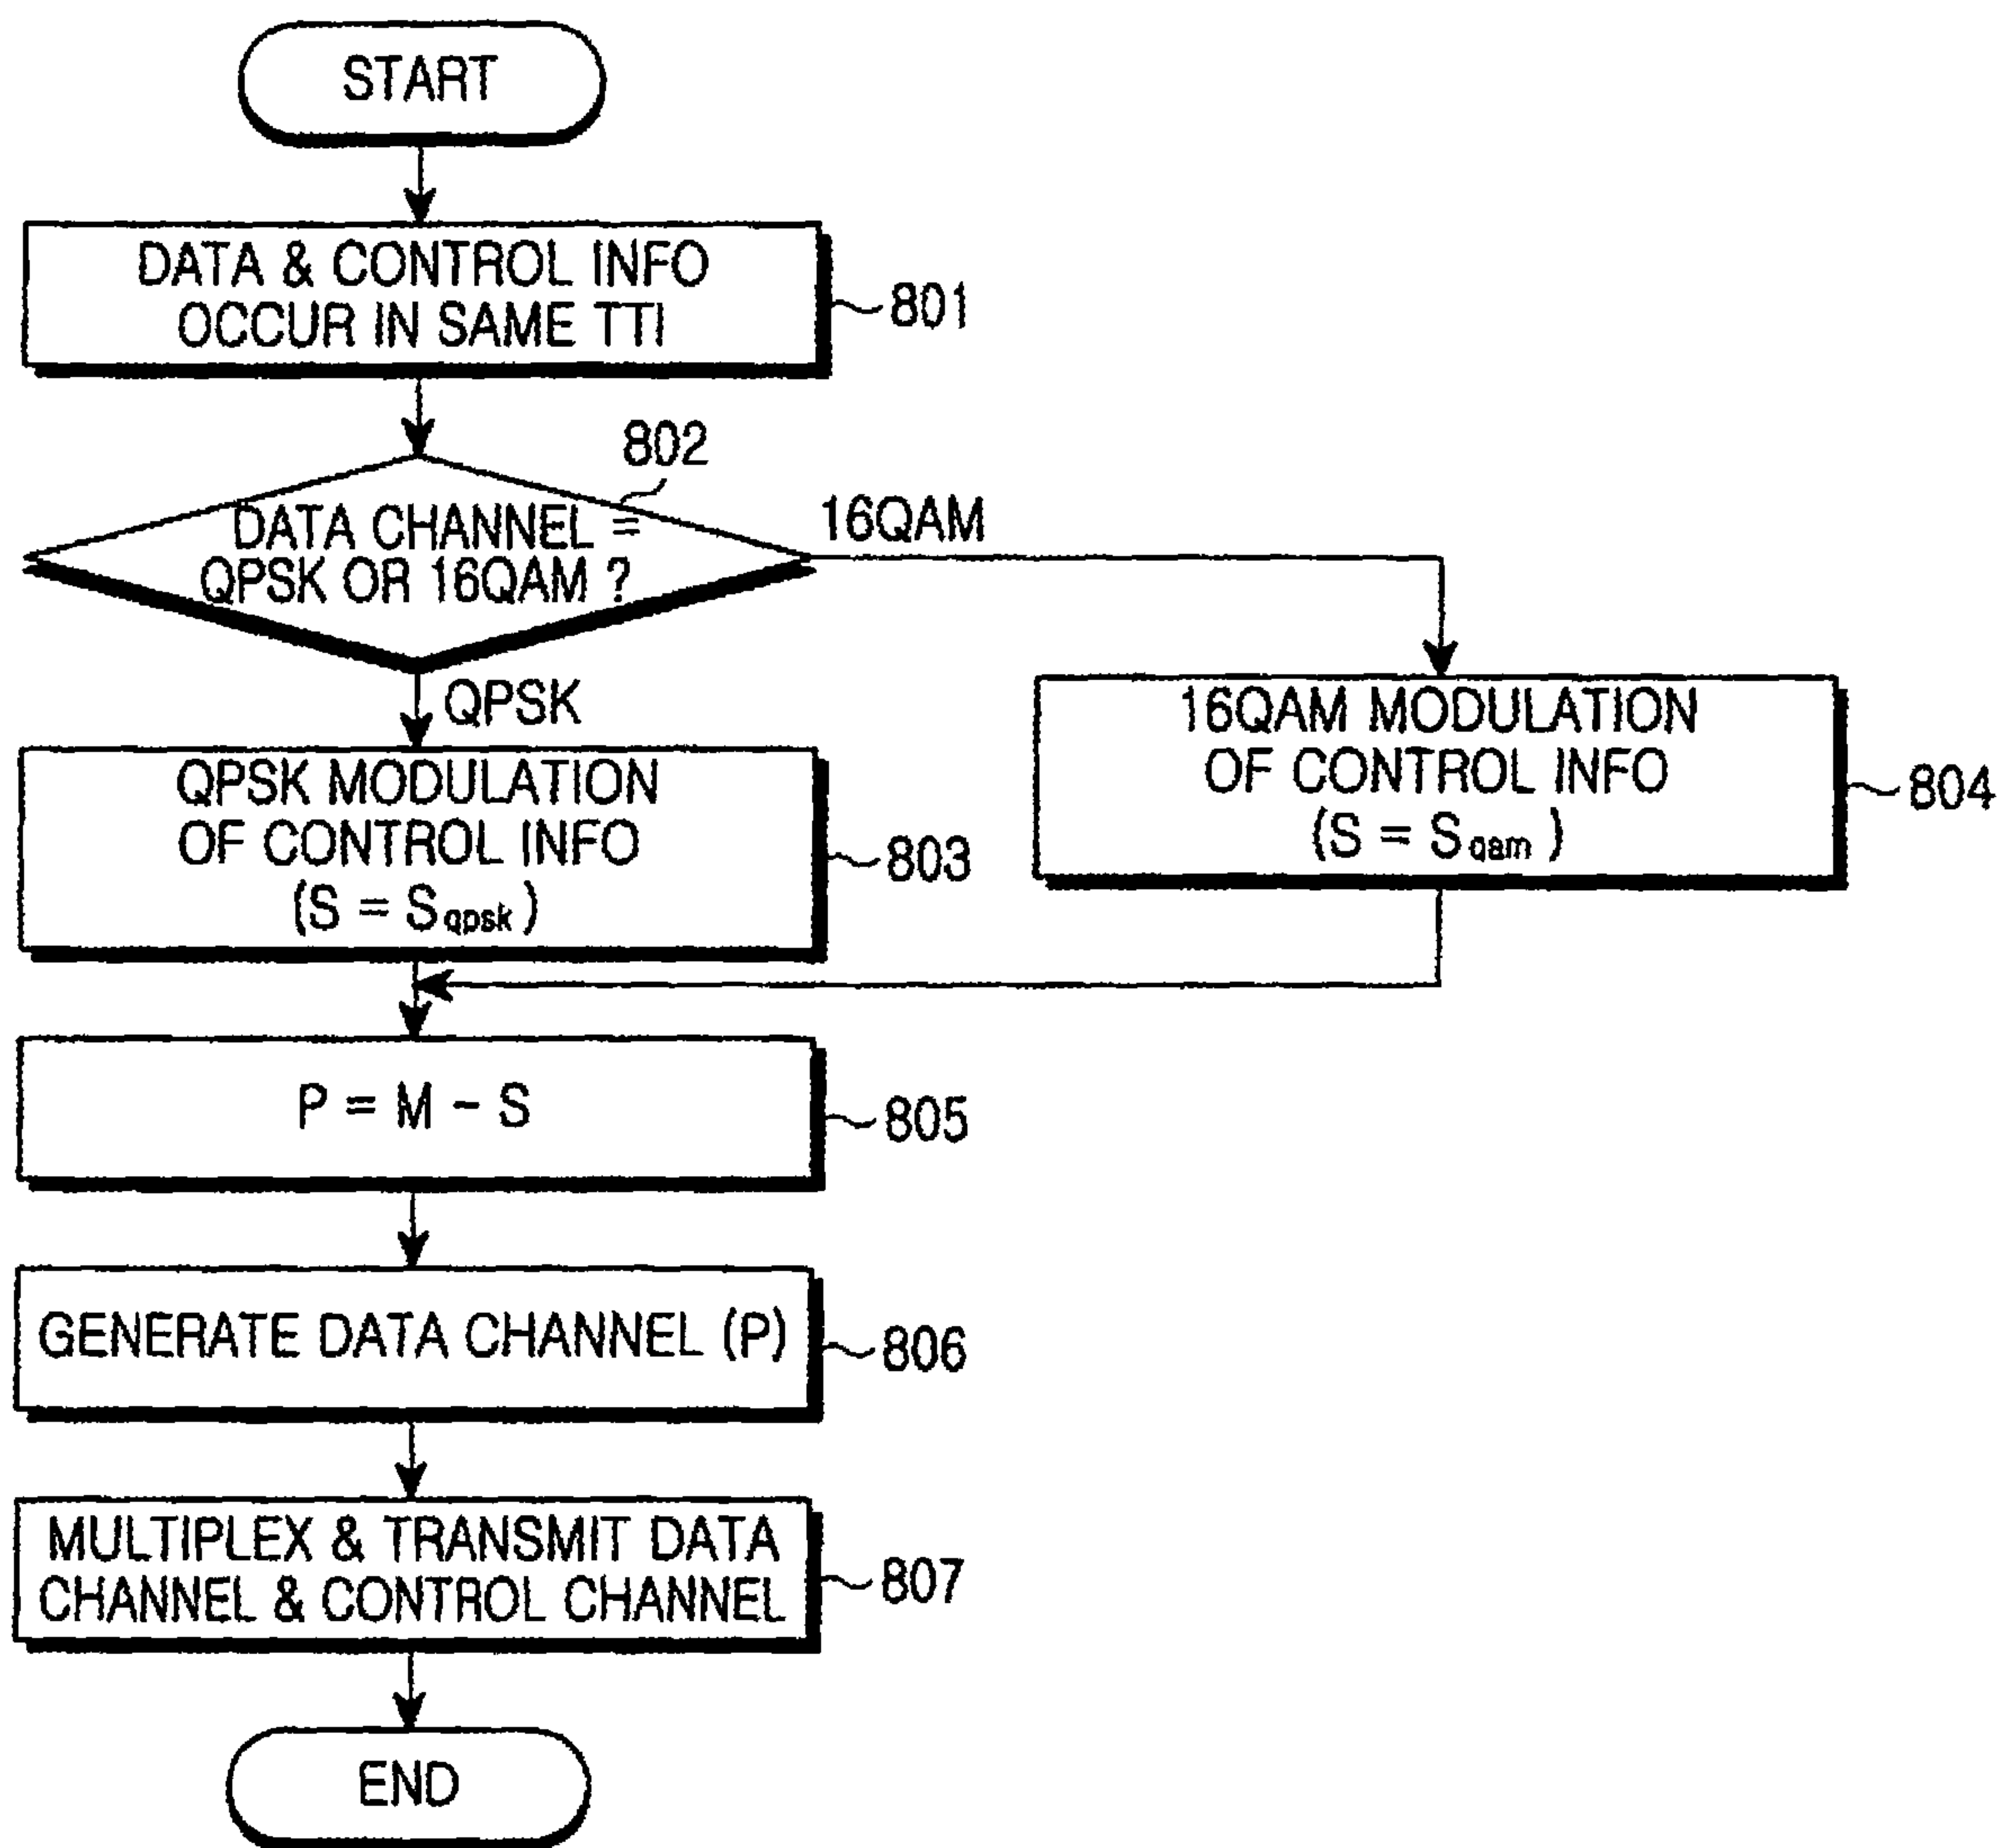 START
DATA & CONTROL INFO
OCCUR IN SAME TTI
801
802
DATA CHANNEL =
QPSK OR 16QAM ?
16QAM
QPSK
QPSK MODULATION
OF CONTROL INFO
(S = Sqpsk)
803
16QAM MODULATION
OF CONTROL INFO
(S = Sqam)
804
P = M - S
805
GENERATE DATA CHANNEL (P)
806
MULTIPLEX & TRANSMIT DATA
CHANNEL & CONTROL CHANNEL
807
END